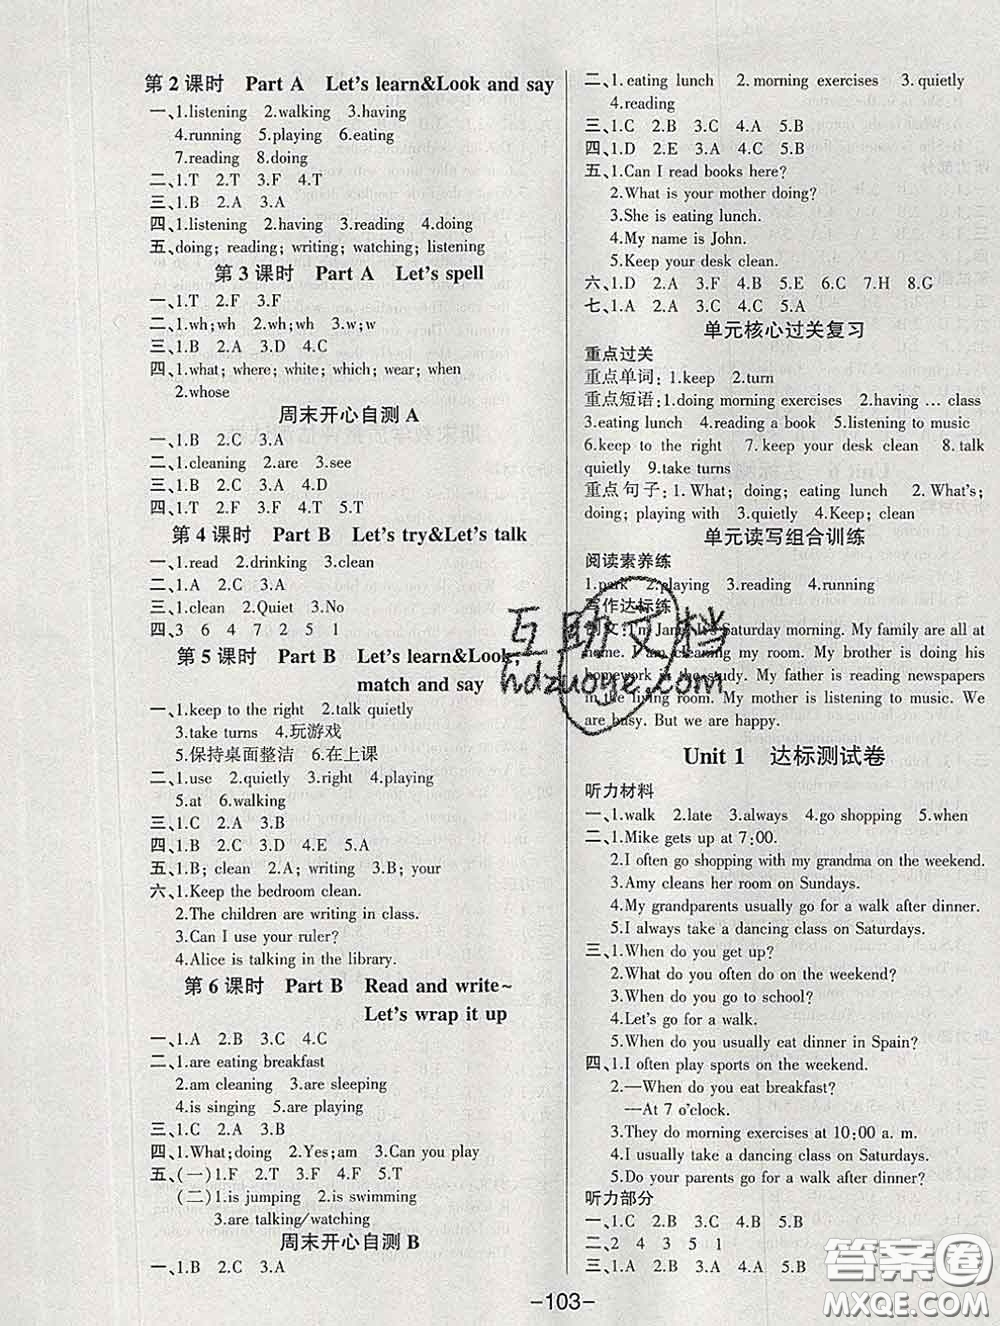 第2课时 Part A Let's learn&Look and say
一、1.listening 2.walking 3.having
4.running 5.playing 6.eating
7.reading 8.doing
二、1.T 2.T 3.F 4.T
三、1.B 2.A 3.A
四、1.listening 2.having 3.reading 4.doing
五、doing; reading; writing; watching; listening
第3课时 Part A Let's spell
一、1.T 2.F 3.F
二、1.wh;wh 2.wh;wh 3.w;w
三、1.B 2.A 3.D 4.C
四、1.what; where; white; which; wear; when
2.whose
周末开心自测 A
一、1.B 2.C 3.A
二、1.cleaning 2.are 3.see
三、1.C 2.B 3.A 4.D
四、1.T 2.F 3.F 4.T
五、1.D 2.A 3.B 4.C
第4课时 Part B Let's try&Let's talk
一、1.read 2.drinking 3.clean
二、1.A 2.C 3.A
三、1.clean 2.Quiet 3.No
四、3 6 4 7 2 5 1
第5课时 Part B Let's learn&Look,
match and say
一、1.keep to the right 2.talk quietly
3.take turns 4.玩游戏
5.保持桌面整洁 6.在上课
二、1.use 2.quietly 3.right 4.playing
5.at 6.walking
三、1.C 2.A 3.B
四、1.B 2.C 3.D 4.E 5.A
五、1.B; clean 2.A; writing 3.B; your
六、1.Keep the bedroom clean.
2.The children are writing in class.
3.Can I use your ruler?
4.Alice is talking in the library.
第6课时 Part B Read and write~
Let's wrap it up
一、1.A 2.B 3.C 4.C
二、1.are eating breakfast
2.am cleaning 3.are sleeping
4.is singing 5.are playing
三、1.C 2.A 3.B
四、1.What;doing 2.Yes;am 3.Can you play
五、(一)1.F 2.T 3.F 4.F 5.T
(二)1.is jumping 2.is swimming
3.are talking/watching
周末开心自测 B
一、1.B 2.C 3.A
二、1.eating lunch 2.morning exercises 3.quietly
4.reading
三、1.C 2.B 3.C 4.A 5.B
四、1.D 2.E 3.A 4.C 5.B
五、1.Can I read books here?
2.What is your mother doing?
3.She is eating lunch.
4.My name is John.
5.Keep your desk clean.
六、1.D 2.A 3.F 4.B 5.E 6.C 7.H 8.G
七、1.A 2.A 3.C 4.C 5.A
单元核心过关复习
重点过关
重点单词：1.keep 2.turn
重点短语：1.doing morning exercises 2.having … class
3.eating lunch 4.reading a book 5.listening to music
6.keep to the right 7.keep your desk clean 8.talk
quietly 9.take turns
重点句子：1.What; doing; eating lunch 2.What's;
doing; playing with 3.quietly 4.Keep; clean
单元读写组合训练
阅读素养练
1.park 2.playing 3.reading 4.running
写作达标练
例文:I'm Jane. It's Saturday morning. My family are all at
home. I am cleaning my room. My brother is doing his
homework in the study. My father is reading newspapers
in the living room. My mother is listening to music. We
are busy. But we are happy.
Unit 1 达标测试卷
听力材料
一、1.walk 2.late 3.always 4.go shopping 5.when
二、1.Mike gets up at 7:00.
2.I often go shopping with my grandma on the weekend.
3.Amy cleans her room on Sundays.
4.My grandparents usually go for a walk after dinner.
5.I always take a dancing class on Saturdays.
三、1.When do you get up?
2.What do you often do on the weekend?
3.When do you go to school?
4.Let's go for a walk.
5.When do you usually eat dinner in Spain?
四、1.I often play sports on the weekend.
2.—When do you eat breakfast?
—At 7 o'clock.
3.They do morning exercises at 10:00 a. m.
4.I usually take a dancing class on Saturdays.
5.Do your parents go for a walk after dinner?
听力部分
一、1.C 2.B 3.A 4.B 5.B
二、2 4 3 5 1
三、1.A 2.B 3.A
-103-
互助文档
hdzuoye.com
答案圈
MXQE.COM